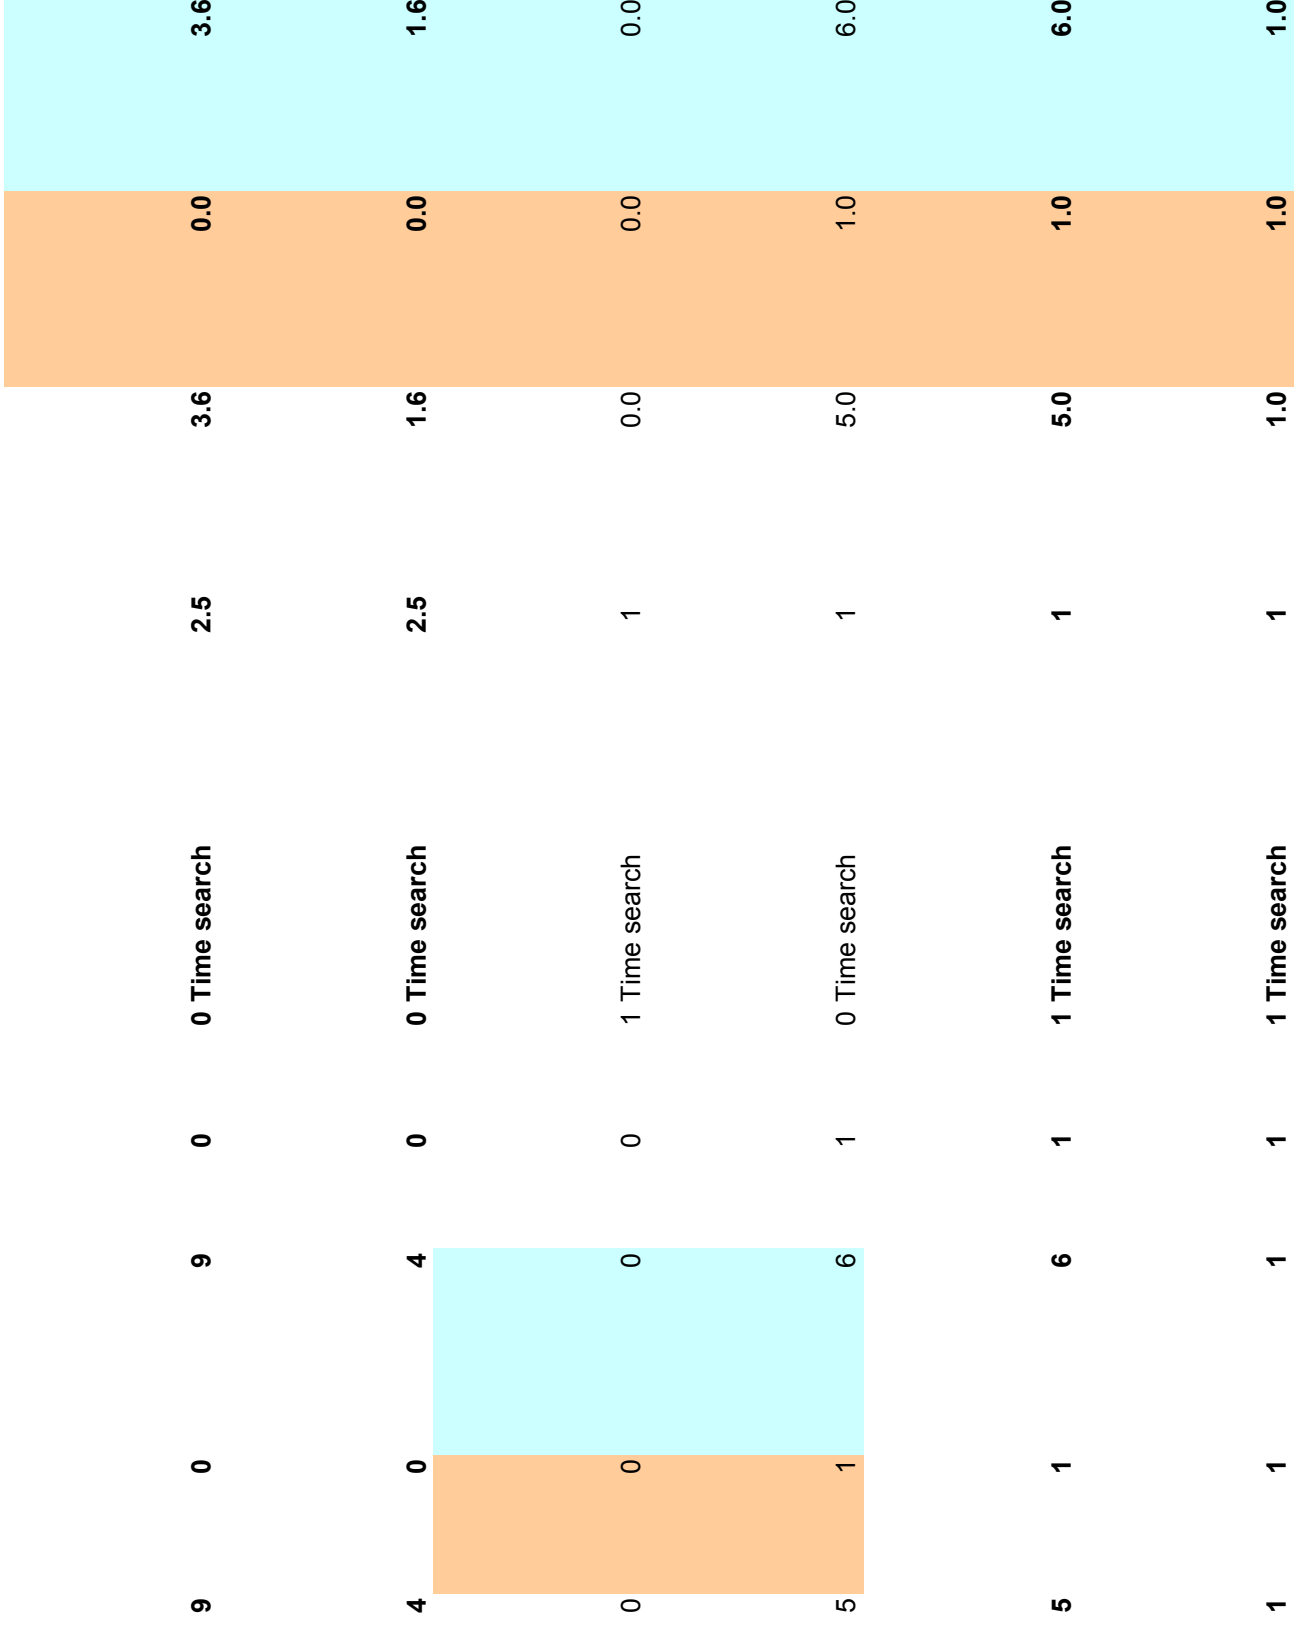 9 0 9 0 0 Time search 2.5 3.6 0.0 3.6
4 0 4 0 0 Time search 2.5 1.6 0.0 1.6
0 0 0 0 1 Time search 1 0.0 0.0 0.0
5 1 6 1 0 Time search 1 5.0 1.0 6.0
5 1 6 1 1 Time search 1 5.0 1.0 6.0
1 1 1 1 1 Time search 1 1.0 1.0 1.0